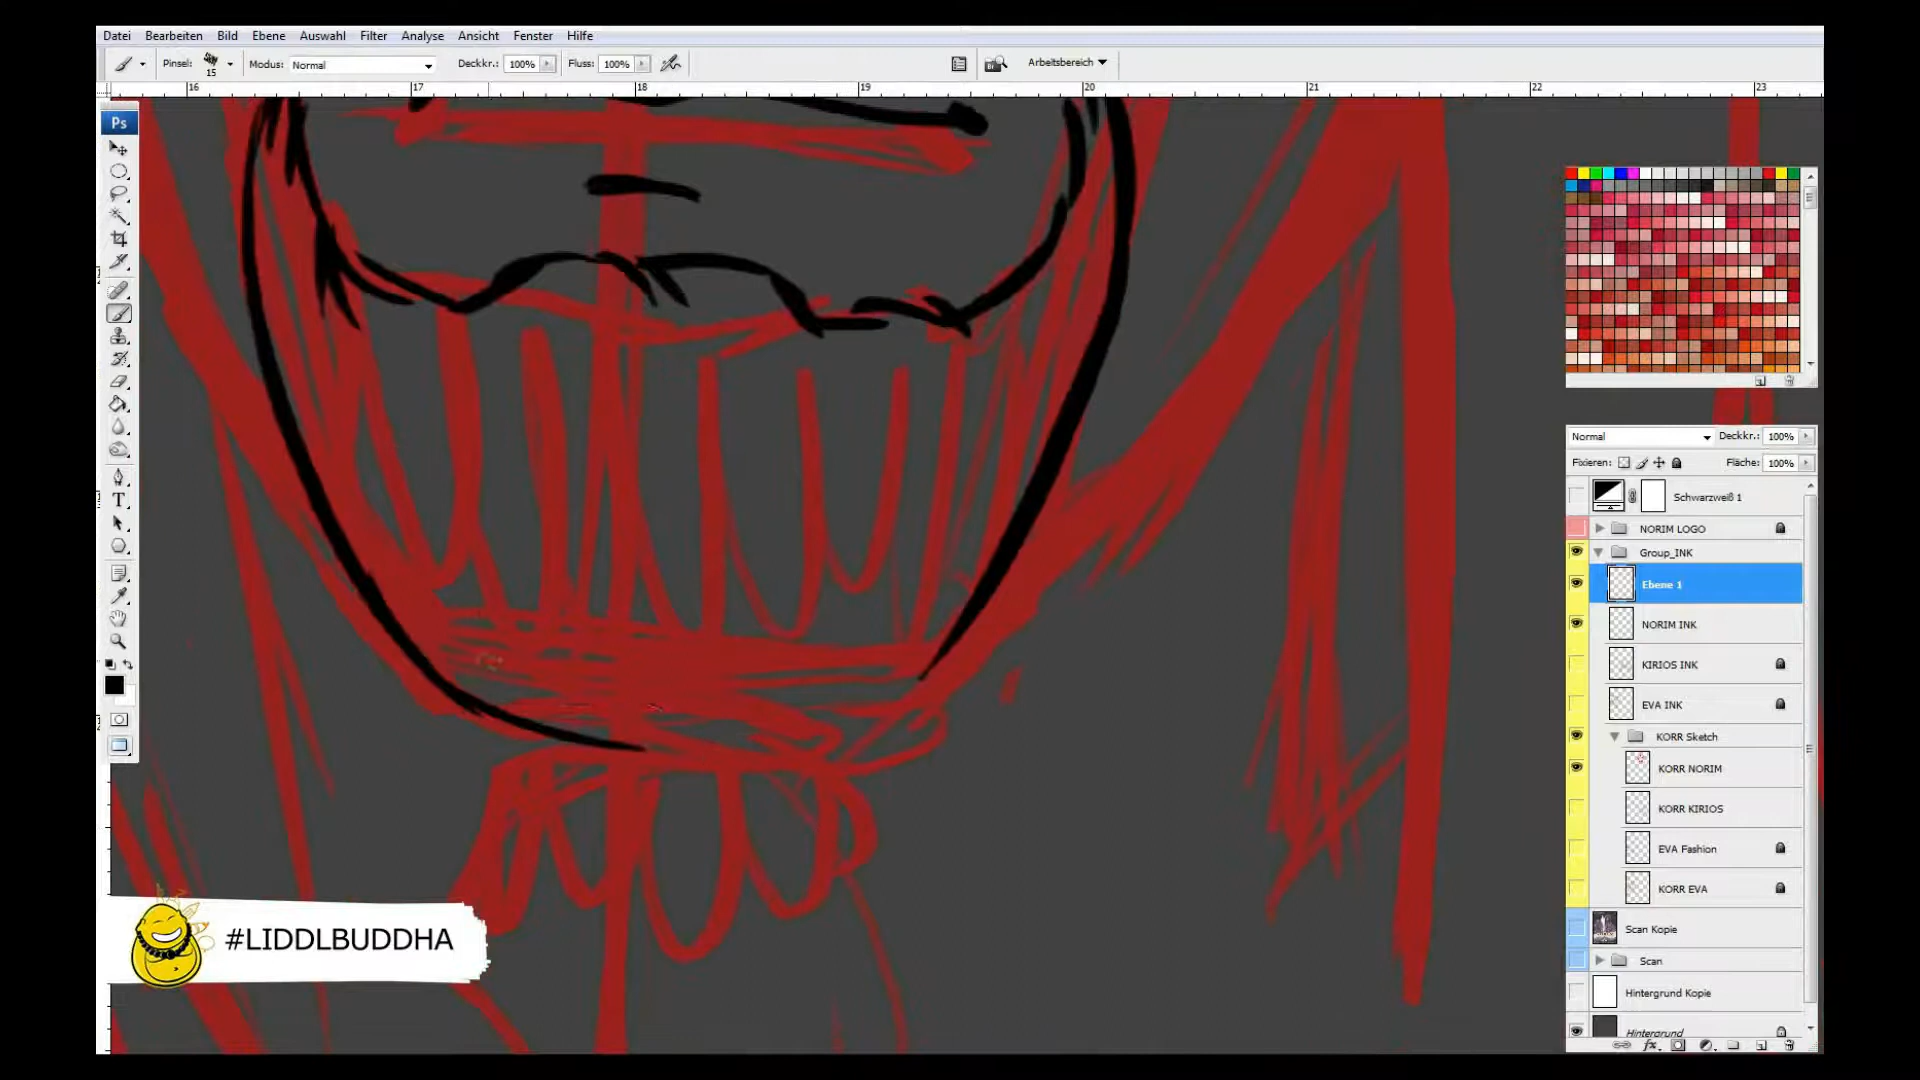 Datei Bearbeiten Bild Ebene Auswahl Filter Analyse Ansicht Fenster Hilfe
Pinsel: 15 Modus: Normal Deckkr.: 100% Fluss: 100% Arbeitsbereich
16 17 18 19 20 21 22 23
Ps
Normal Deckkr.: 100%
Fixieren: Fläche: 100%
Schwarzweiß 1
NORIM LOGO
Group_INK
Ebene 1
NORIM INK
KIRIOS INK
EVA INK
KORR Sketch
KORR NORIM
KORR KIRIOS
EVA Fashion
KORR EVA
Scan Kopie
Scan
Hintergrund Kopie
Hintergrund
#LIDDLBUDDHA